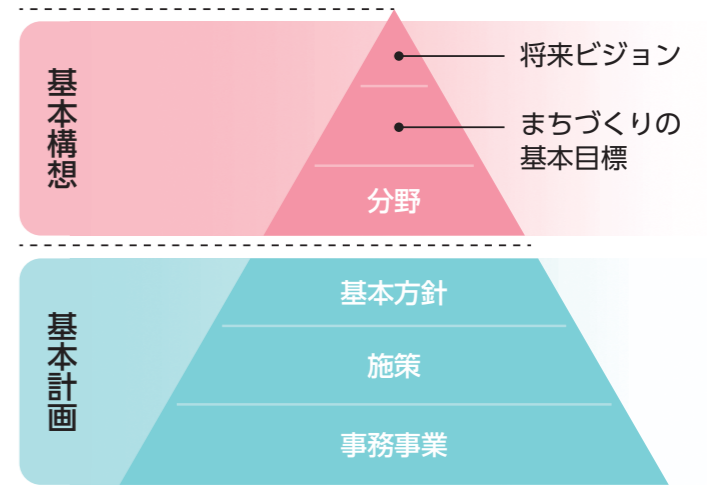 基本構想
将来ビジョン
まちづくりの
基本目標
分野
基本計画
基本方針
施策
事務事業